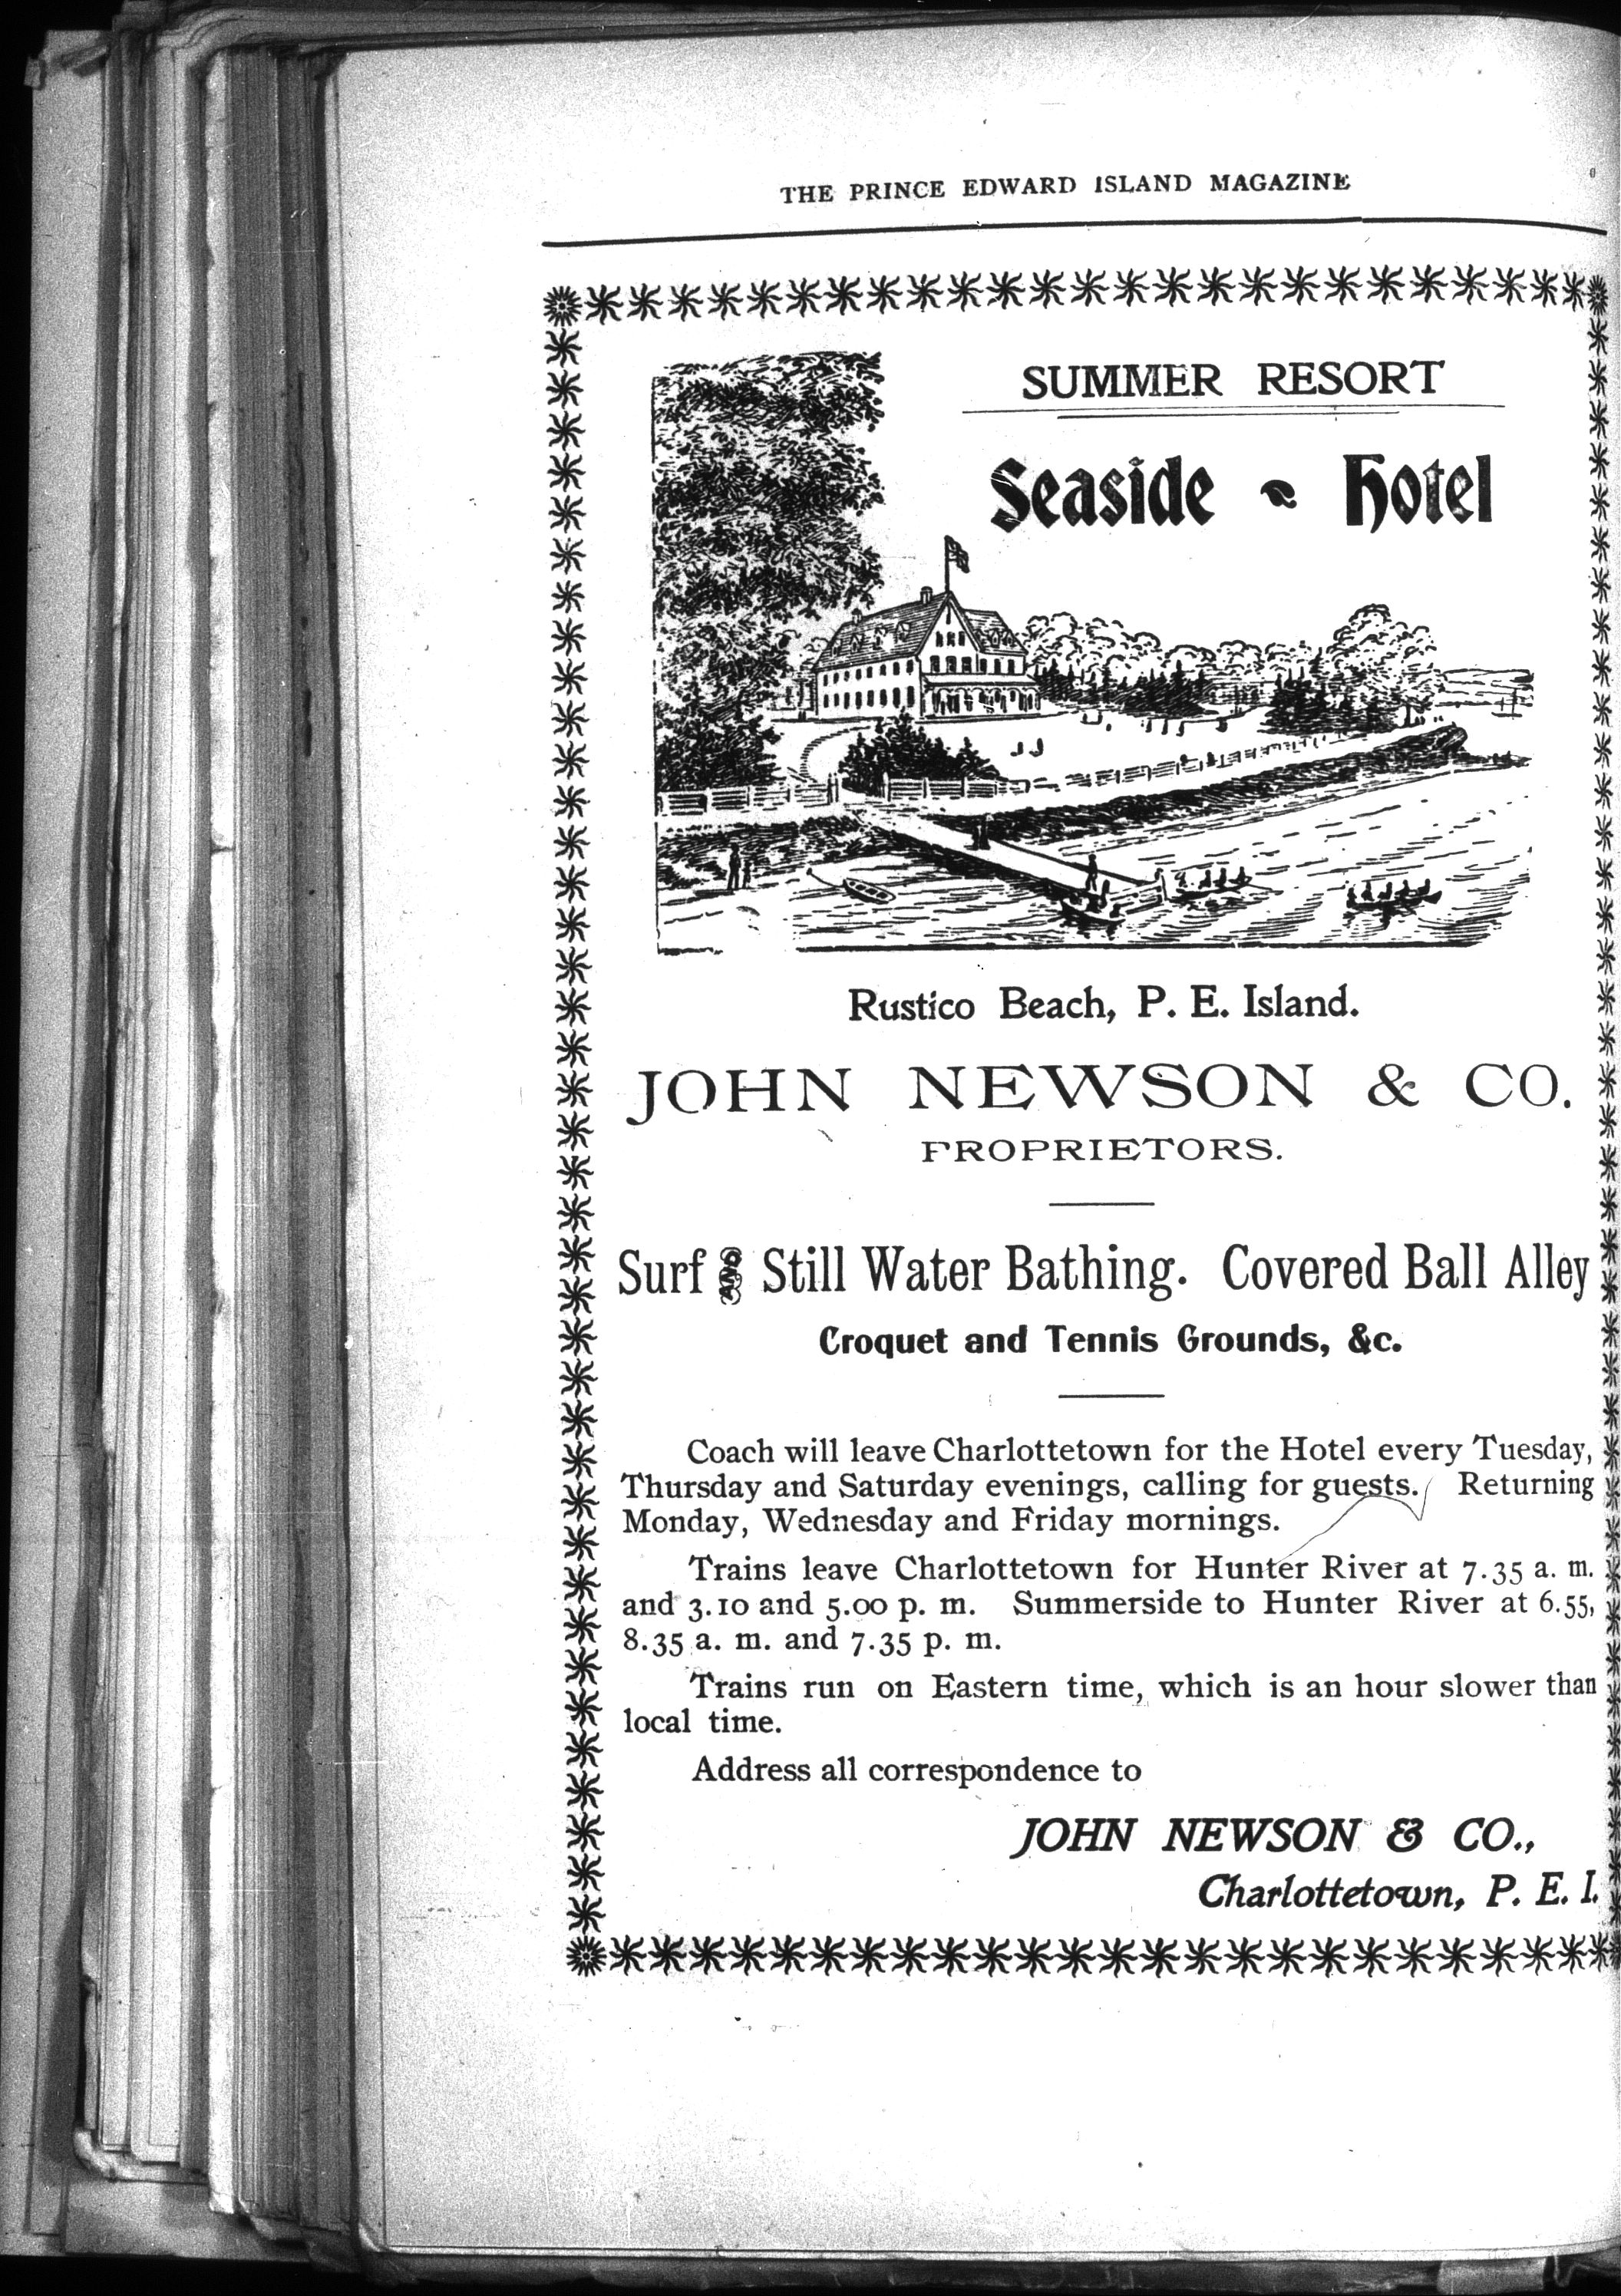 THE PRINCE EDWARD ISLAND MAGAZINE
SUMMER RESORT
Seaside Hotel
Rustico Beach, P. E. Island.
JOHN NEWSON & CO.
PROPRIETORS.
Surf AND Still Water Bathing. Covered Ball Alley
Croquet and Tennis Grounds, &c.
Coach will leave Charlottetown for the Hotel every Tuesday,
Thursday and Saturday evenings, calling for guests. Returning
Monday, Wednesday and Friday mornings.
Trains leave Charlottetown for Hunter River at 7.35 a. m.
and 3.10 and 5.00 p. m. Summerside to Hunter River at 6.55,
8.35 a. m. and 7.35 p. m.
Trains run on Eastern time, which is an hour slower than
local time.
Address all correspondence to
JOHN NEWSON & CO.,
Charlottetown, P. E. I.